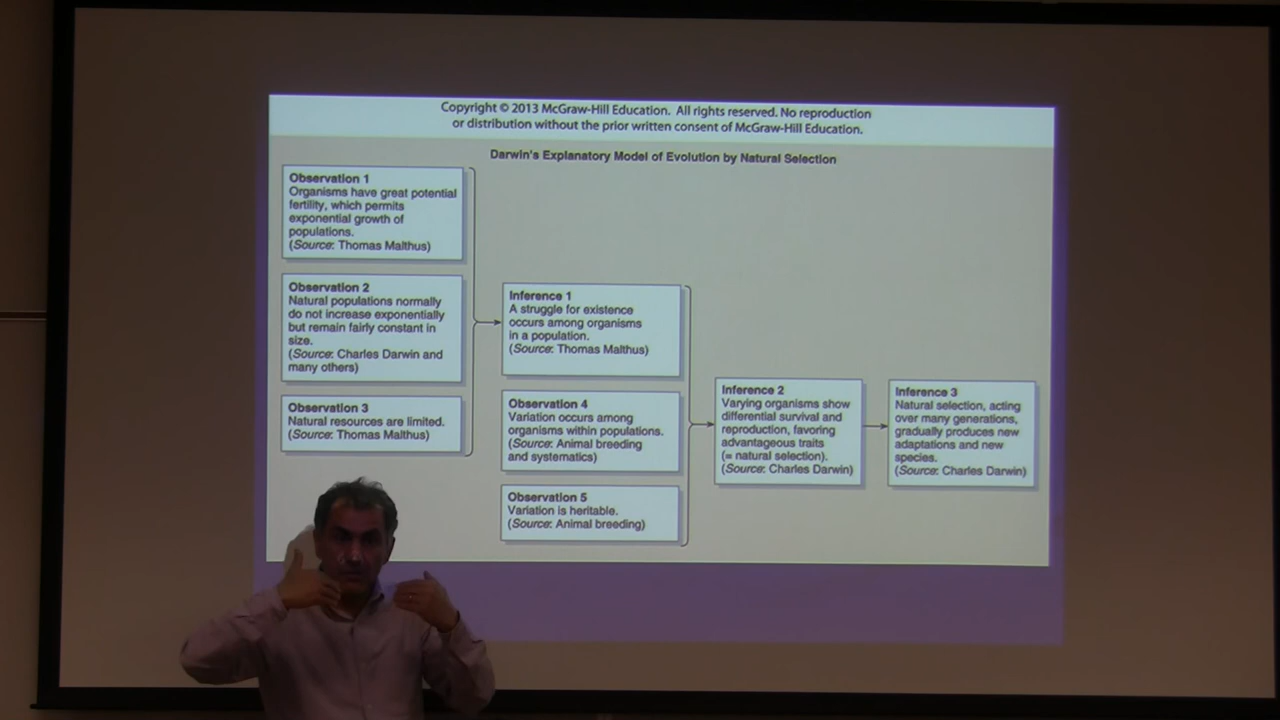 Copyright © 2013 McGraw-Hill Education. All rights reserved. No reproduction
or distribution without the prior written consent of McGraw-Hill Education.
Darwin's Explanatory Model of Evolution by Natural Selection
Observation 1
Organisms have great potential
fertility, which permits
exponential growth of
populations.
(Source: Thomas Malthus)
Observation 2
Natural populations normally
do not increase exponentially
but remain fairly constant in
size.
(Source: Charles Darwin and
many others)
Observation 3
Natural resources are limited.
(Source: Thomas Malthus)
Inference 1
A struggle for existence
occurs among organisms
in a population.
(Source: Thomas Malthus)
Observation 4
Variation occurs among
organisms within populations.
(Source: Animal breeding
and systematics)
Observation 5
Variation is heritable.
(Source: Animal breeding)
Inference 2
Varying organisms show
differential survival and
reproduction, favoring
advantageous traits
(= natural selection).
(Source: Charles Darwin)
Inference 3
Natural selection, acting
over many generations,
gradually produces new
adaptations and new
species.
(Source: Charles Darwin)